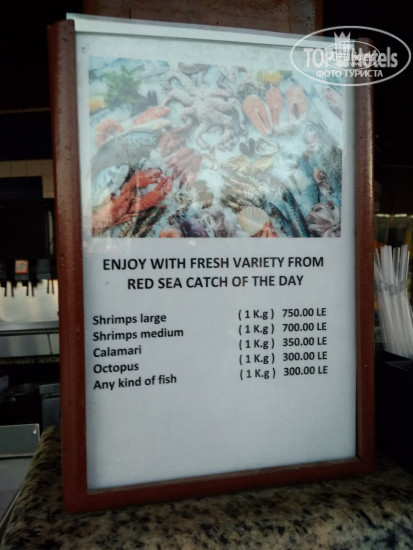 TOPHotels
ФОТО ТУРИСТА
ENJOY WITH FRESH VARIETY FROM
RED SEA CATCH OF THE DAY
Shrimps large ( 1 K.g ) 750.00 LE
Shrimps medium ( 1 K.g ) 700.00 LE
Calamari ( 1 K.g ) 350.00 LE
Octopus ( 1 K.g ) 300.00 LE
Any kind of fish ( 1 K.g ) 300.00 LE